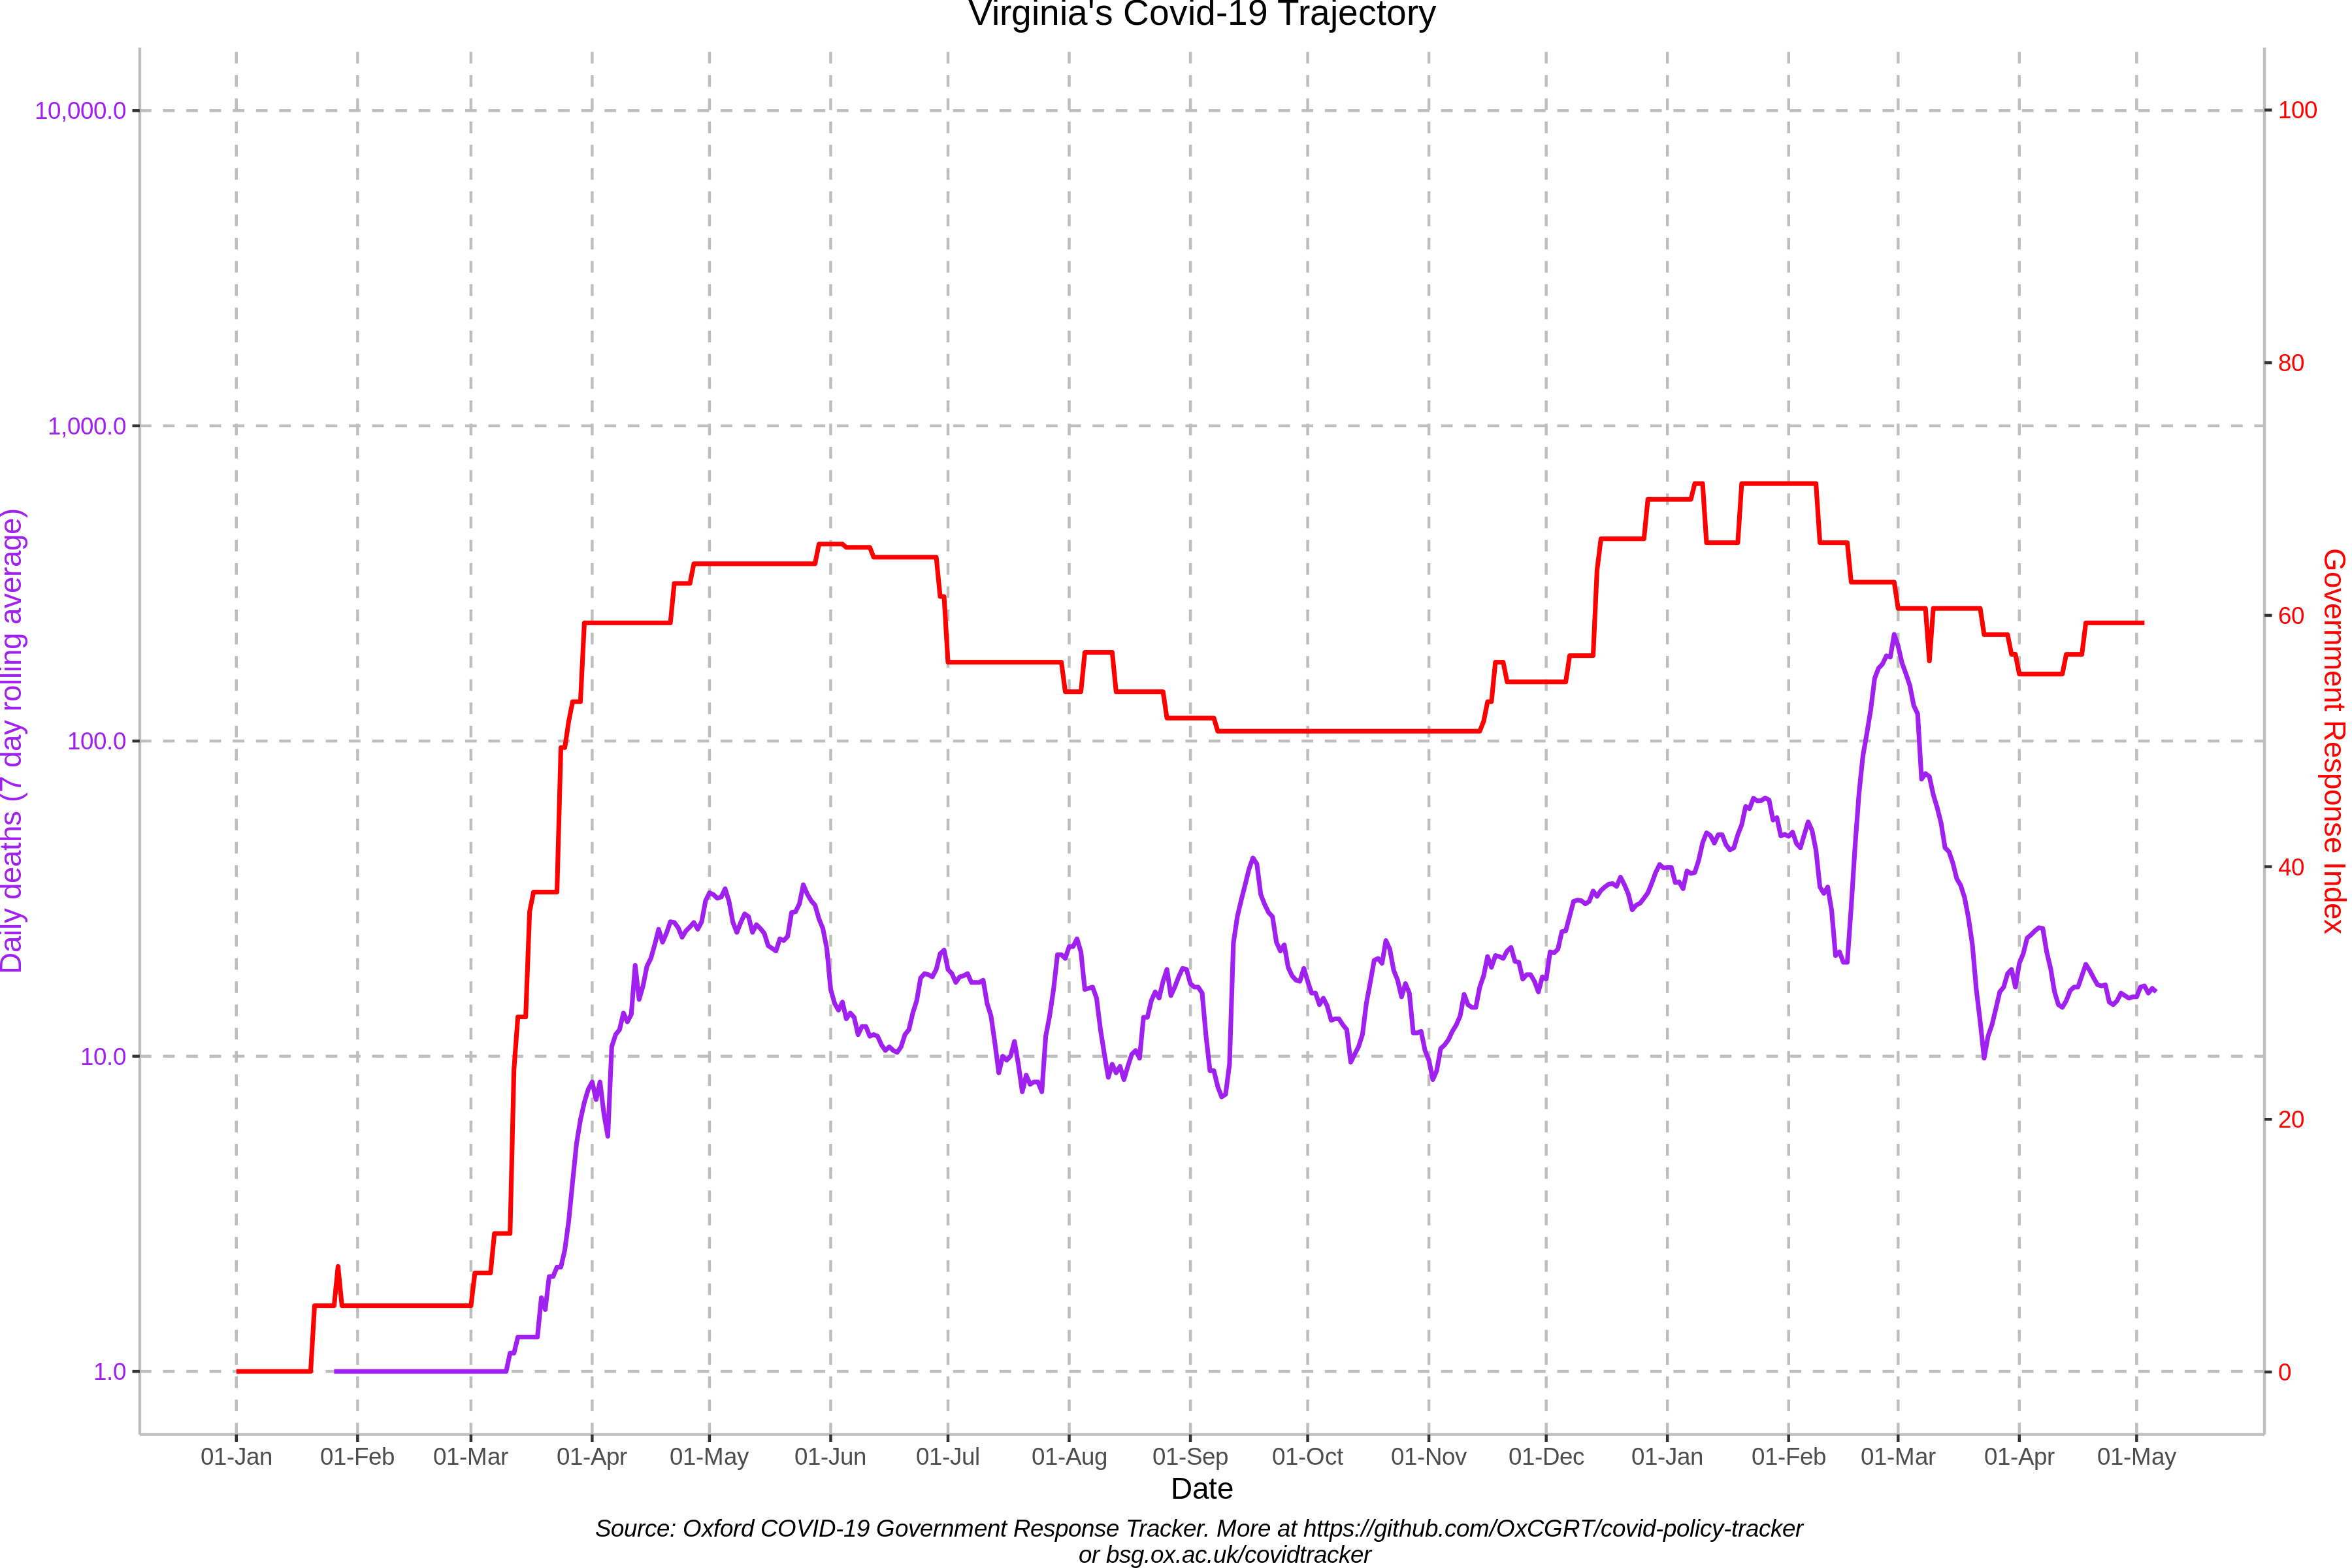 Virginia's Covid-19 Trajectory
10,000.0
1,000.0
100.0
10.0
1.0
Daily deaths (7 day rolling average)
100
80
60
40
20
0
Government Response Index
01-Jan 01-Feb 01-Mar 01-Apr 01-May 01-Jun 01-Jul 01-Aug 01-Sep 01-Oct 01-Nov 01-Dec 01-Jan 01-Feb 01-Mar 01-Apr 01-May
Date
Source: Oxford COVID-19 Government Response Tracker. More at https://github.com/OxCGRT/covid-policy-tracker
or bsg.ox.ac.uk/covidtracker